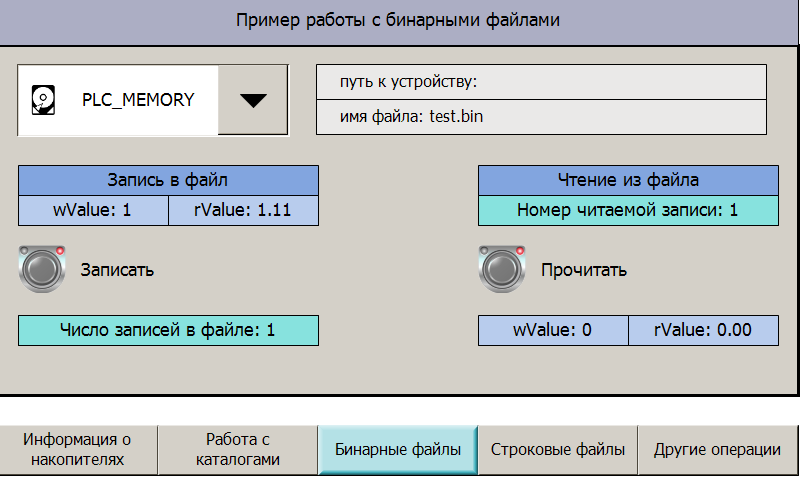 Пример работы с бинарными файлами
PLC_MEMORY
путь к устройству:
имя файла: test.bin
Запись в файл
wValue: 1
rValue: 1.11
Чтение из файла
Номер читаемой записи: 1
Записать
Прочитать
Число записей в файле: 1
wValue: 0
rValue: 0.00
Информация о
накопителях
Работа с
каталогами
Бинарные файлы
Строковые файлы
Другие операции